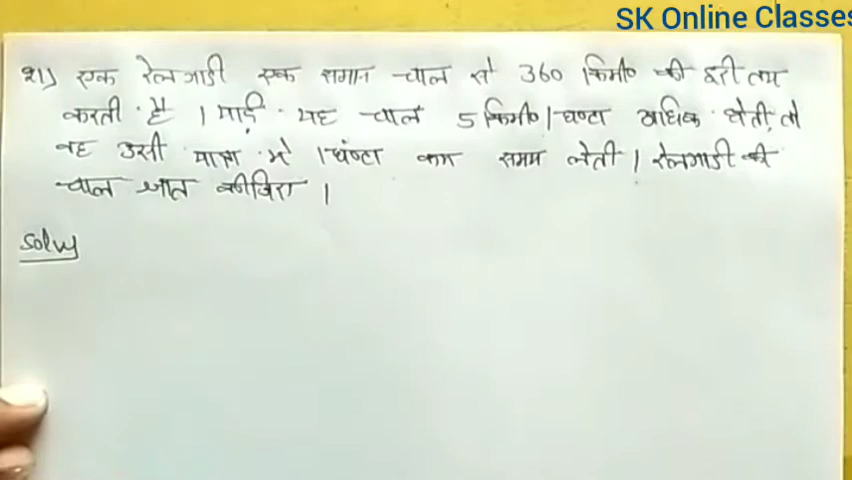 SK Online Classes
21) एक रेलगाडी एक समान चाल से 360 किमी० की दूरी तय
करती है । यदि यह चाल 5 किमी० / घण्टा अधिक होती, तो
वह उसी यात्रा में 1 घंण्टा कम समय लेती । रेलगाडी की
चाल ज्ञात कीजिए ।
Solvy